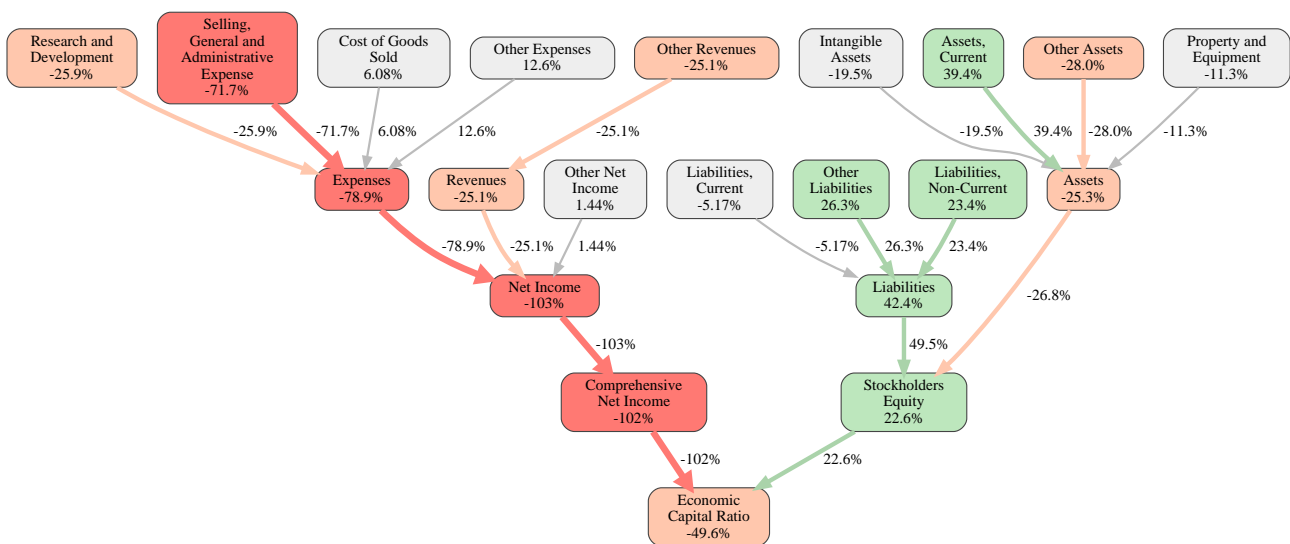 Research and
Development
-25.9%
Selling,
General and
Administrative
Expense
-71.7%
Cost of Goods
Sold
6.08%
Other Expenses
12.6%
Other Revenues
-25.1%
Intangible
Assets
-19.5%
Assets,
Current
39.4%
Other Assets
-28.0%
Property and
Equipment
-11.3%
-25.9%
-71.7%
6.08%
12.6%
-25.1%
-19.5%
39.4%
-28.0%
-11.3%
Expenses
-78.9%
Revenues
-25.1%
Other Net
Income
1.44%
Liabilities,
Current
-5.17%
Other
Liabilities
26.3%
Liabilities,
Non-Current
23.4%
Assets
-25.3%
-78.9%
-25.1%
1.44%
-5.17%
26.3%
23.4%
-26.8%
Net Income
-103%
Liabilities
42.4%
-103%
49.5%
Comprehensive
Net Income
-102%
Stockholders
Equity
22.6%
-102%
22.6%
Economic
Capital Ratio
-49.6%